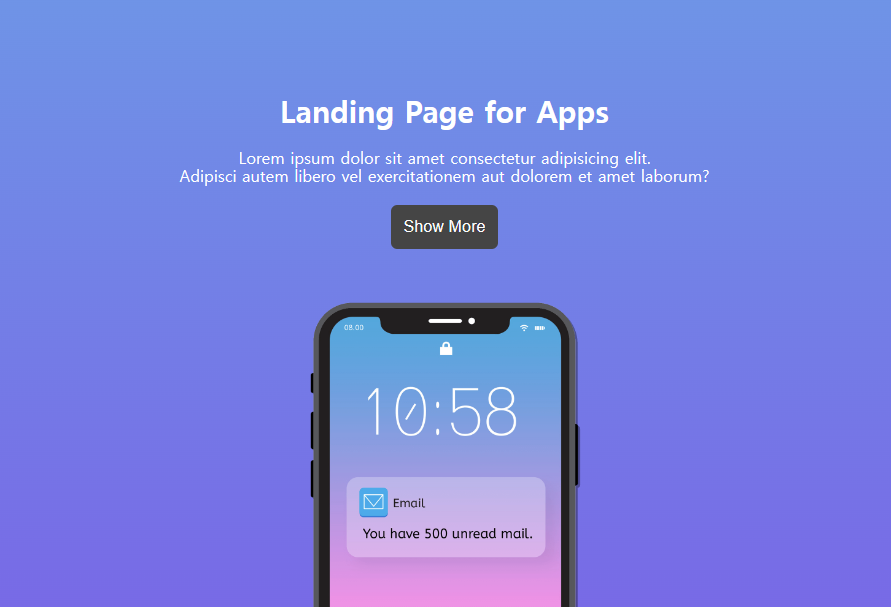 Landing Page for Apps
Lorem ipsum dolor sit amet consectetur adipisicing elit.
Adipisci autem libero vel exercitationem aut dolorem et amet laborum?
Show More
08.00
10:58
Email
You have 500 unread mail.